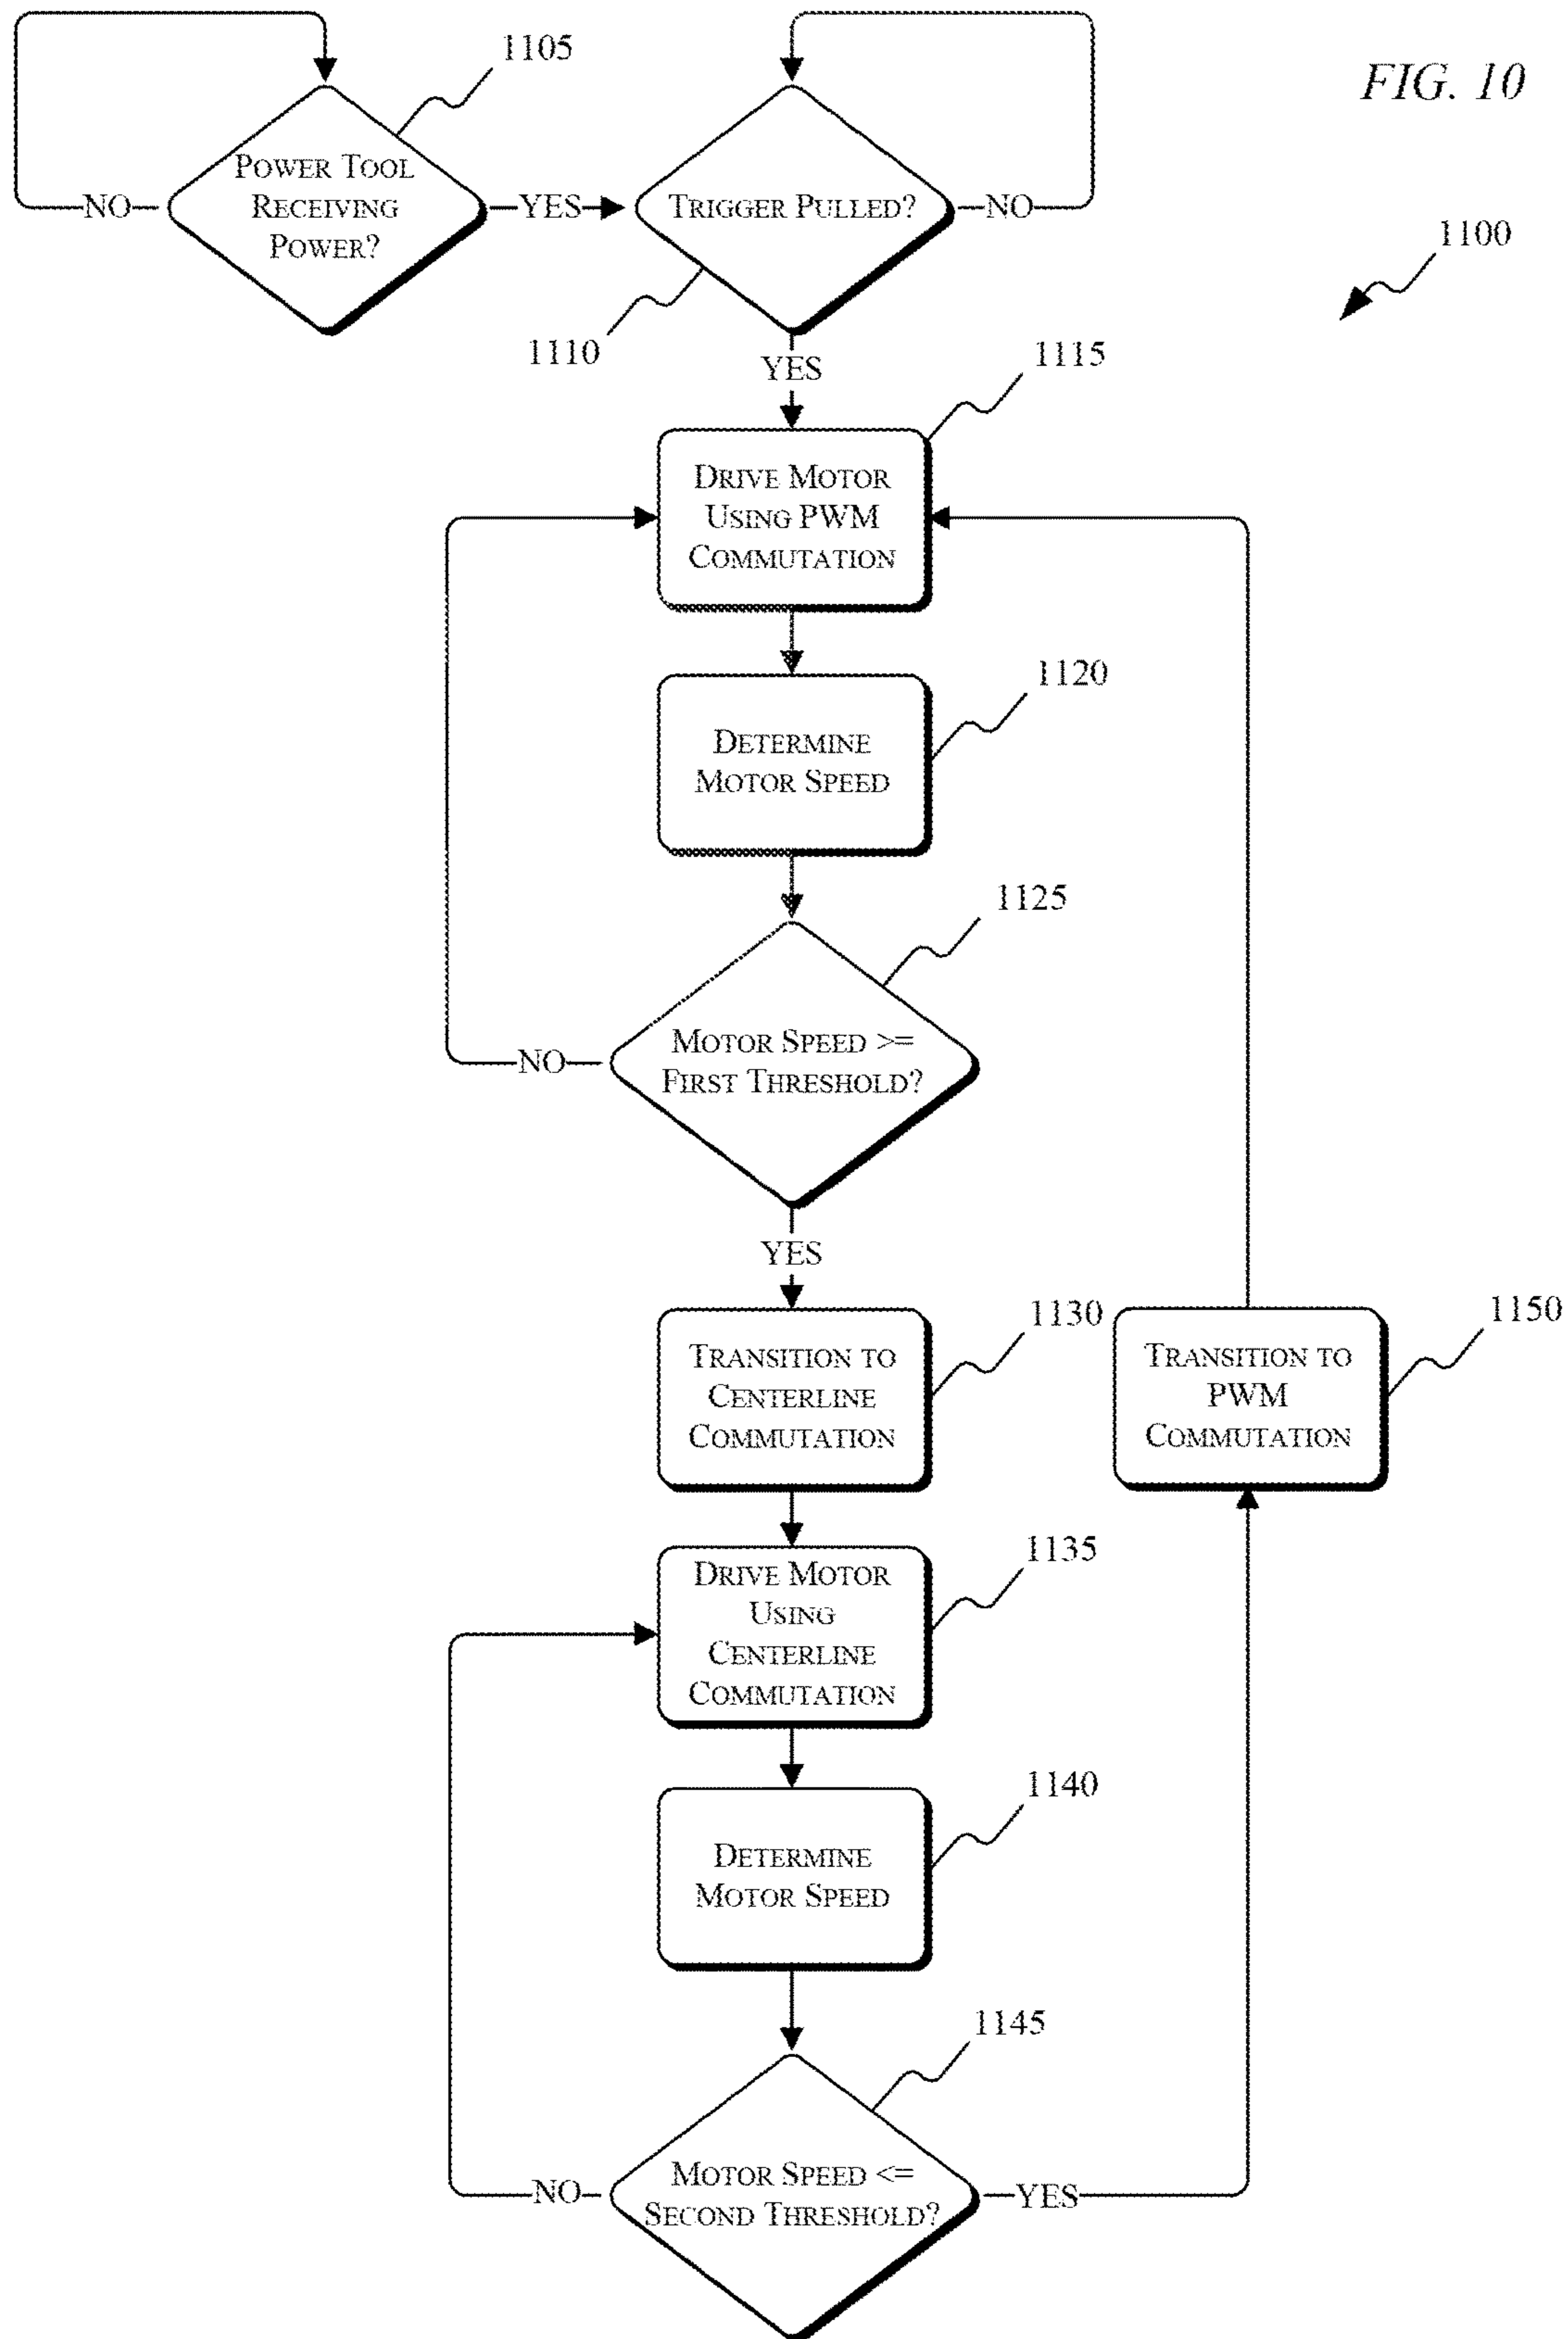 FIG. 10
1105
POWER TOOL
RECEIVING
POWER?
NO
YES
TRIGGER PULLED?
NO
1100
1110
YES
1115
DRIVE MOTOR
USING PWM
COMMUTATION
1120
DETERMINE
MOTOR SPEED
1125
MOTOR SPEED >=
FIRST THRESHOLD?
NO
YES
1130
TRANSITION TO
CENTERLINE
COMMUTATION
1150
TRANSITION TO
PWM
COMMUTATION
1135
DRIVE MOTOR
USING
CENTERLINE
COMMUTATION
1140
DETERMINE
MOTOR SPEED
1145
MOTOR SPEED <=
SECOND THRESHOLD?
NO
YES